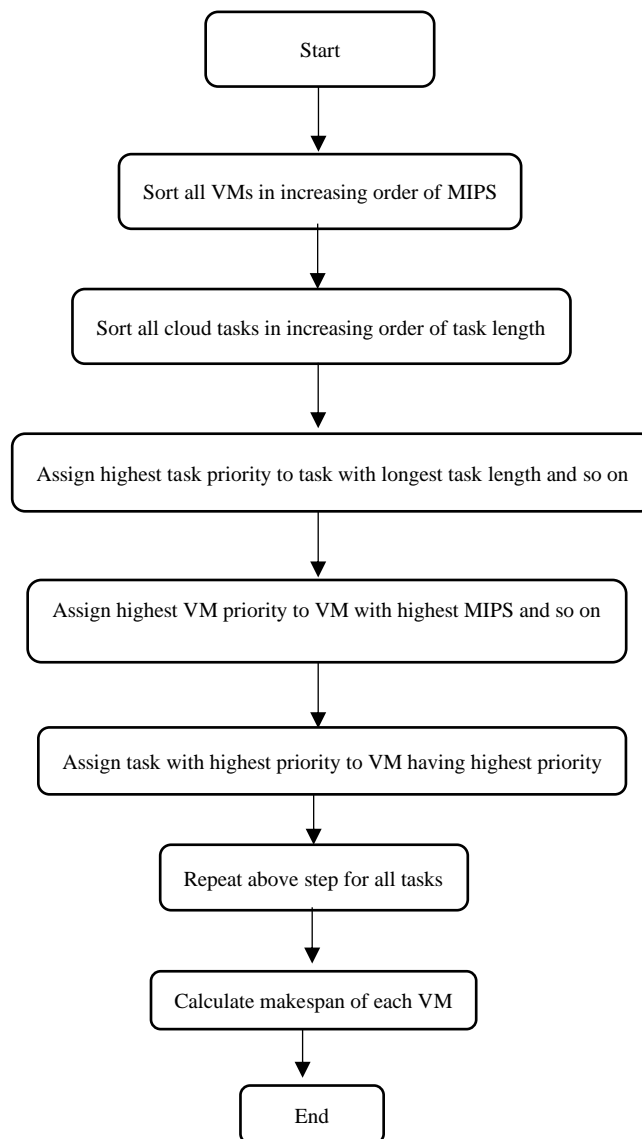 Start
Sort all VMs in increasing order of MIPS
Sort all cloud tasks in increasing order of task length
Assign highest task priority to task with longest task length and so on
Assign highest VM priority to VM with highest MIPS and so on
Assign task with highest priority to VM having highest priority
Repeat above step for all tasks
Calculate makespan of each VM
End